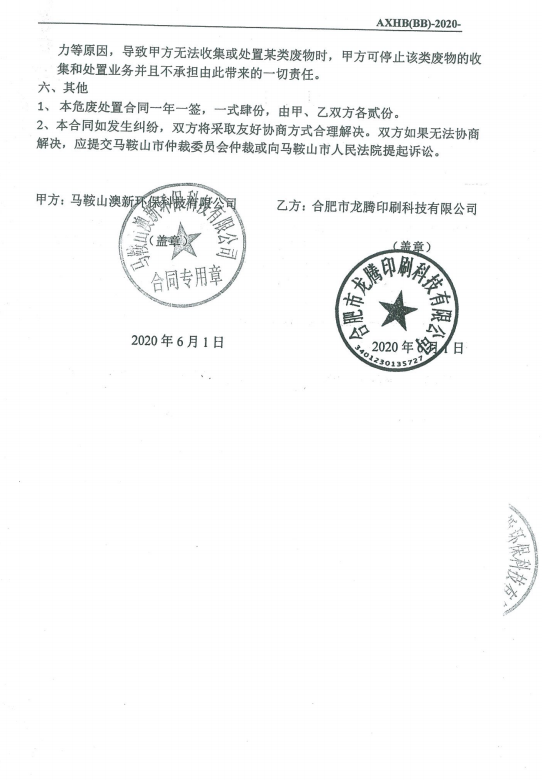 AXHB(BB)-2020-
力等原因，导致甲方无法收集或处置某类废物时，甲方可停止该类废物的收
集和处置业务并且不承担由此带来的一切责任。
六、其他
1、 本危废处置合同一年一签，一式肆份，由甲、乙双方各贰份。
2、本合同如发生纠纷，双方将采取友好协商方式合理解决。双方如果无法协商
解决，应提交马鞍山市仲裁委员会仲裁或向马鞍山市人民法院提起诉讼。
甲方：马鞍山澳新环保科技有限公司
乙方：合肥市龙腾印刷科技有限公司
（盖章）
（盖章）
马鞍山澳新环保科技有限公司
合同专用章
合肥市龙腾印刷科技有限公司
3401230135727
2020 年 6 月 1 日
2020 年 月 1 日
环保科技有